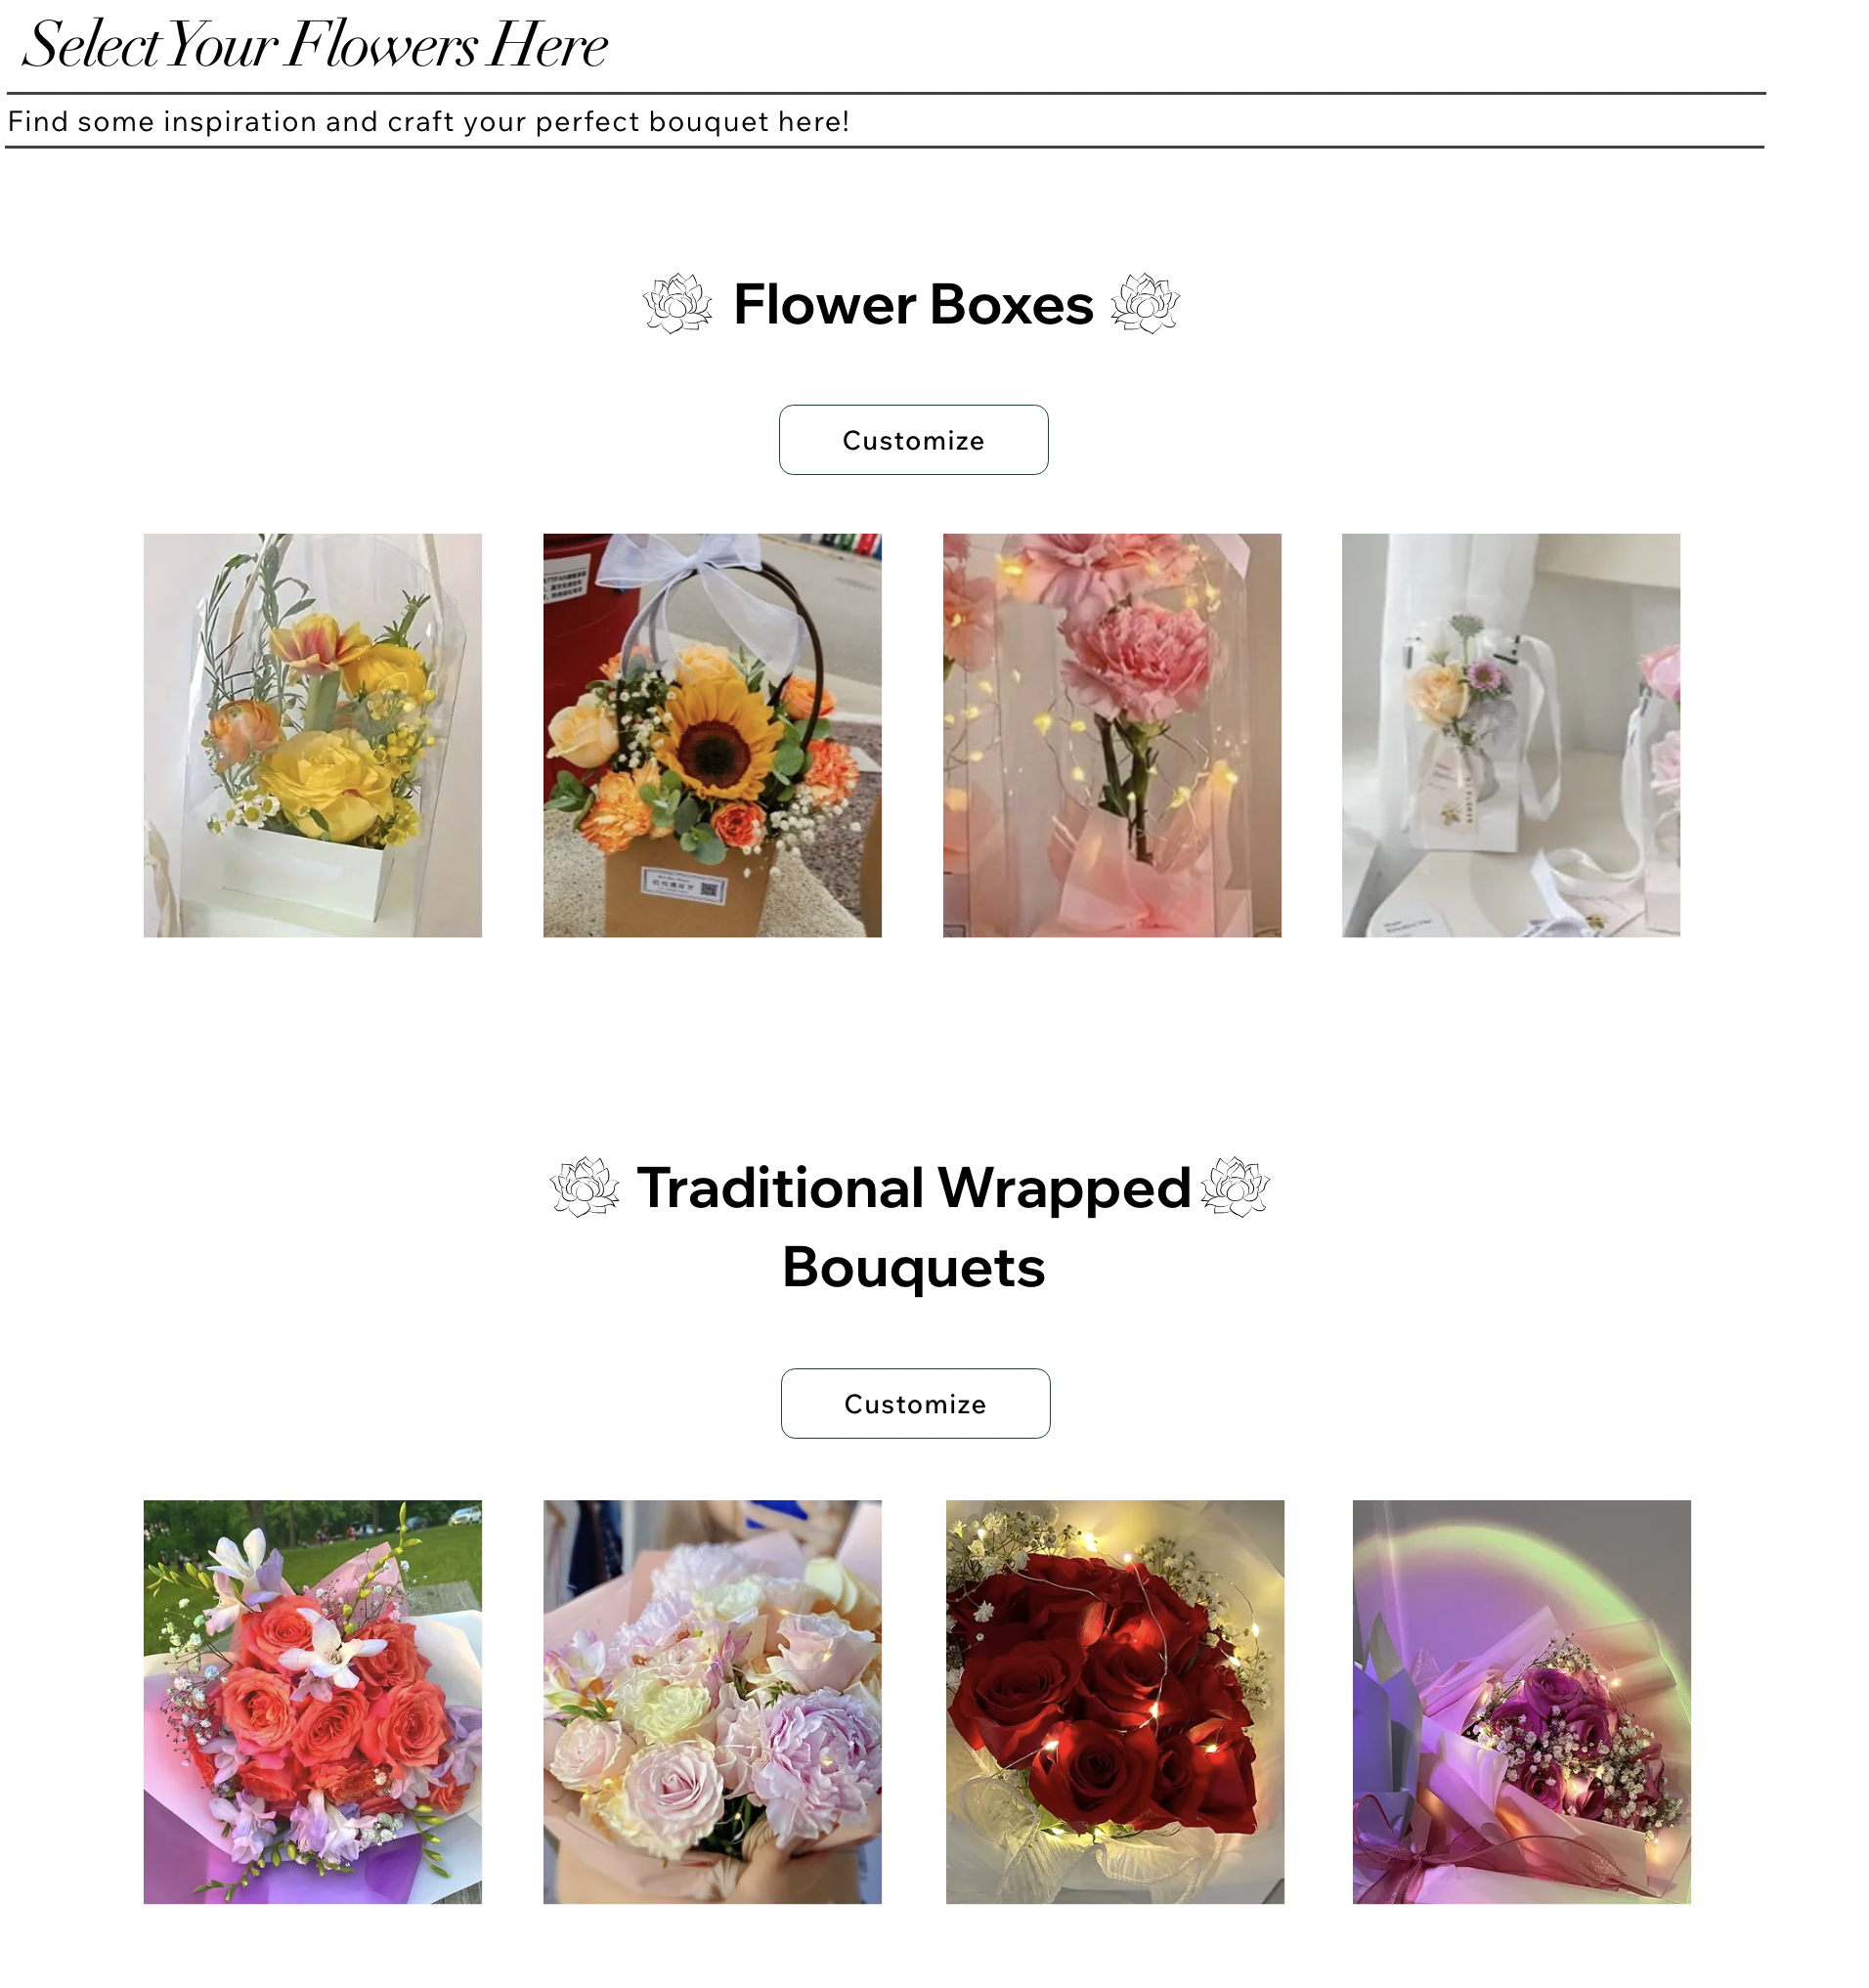 Select Your Flowers Here
Find some inspiration and craft your perfect bouquet here!
Flower Boxes
Customize
Traditional Wrapped
Bouquets
Customize